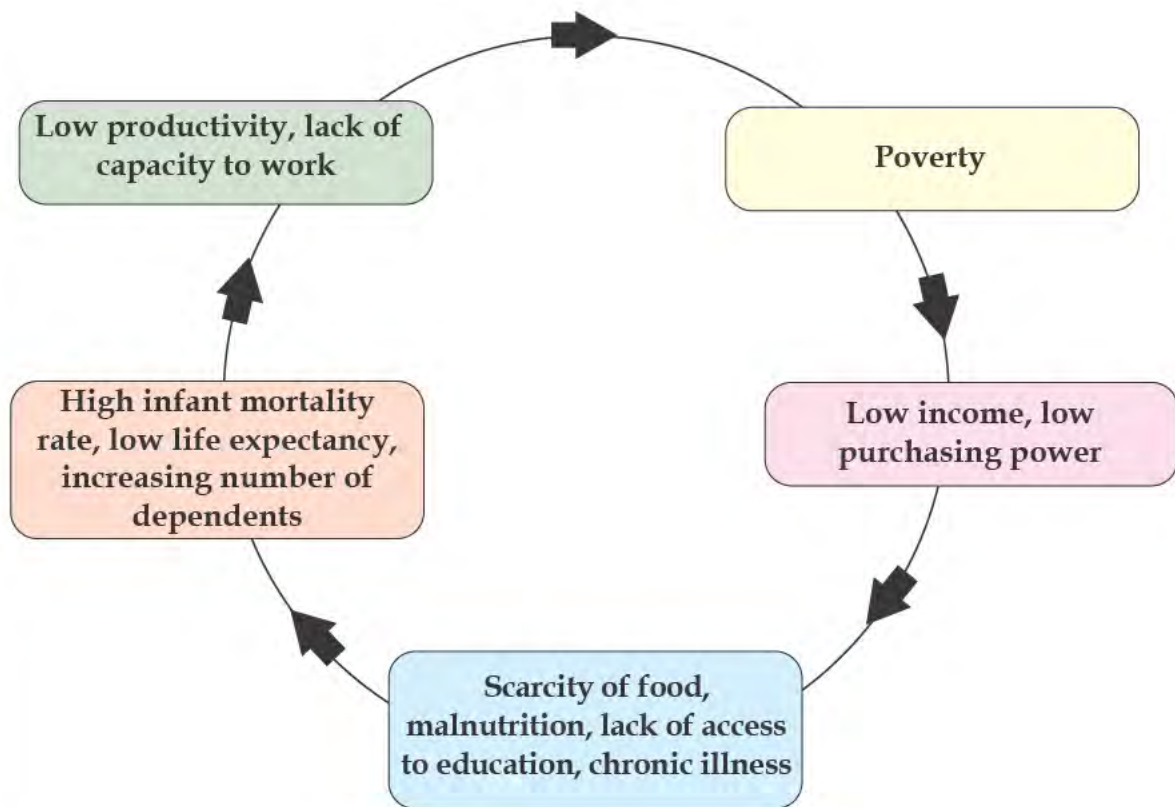 Low productivity, lack of
capacity to work
Poverty
High infant mortality
rate, low life expectancy,
increasing number of
dependents
Low income, low
purchasing power
Scarcity of food,
malnutrition, lack of access
to education, chronic illness